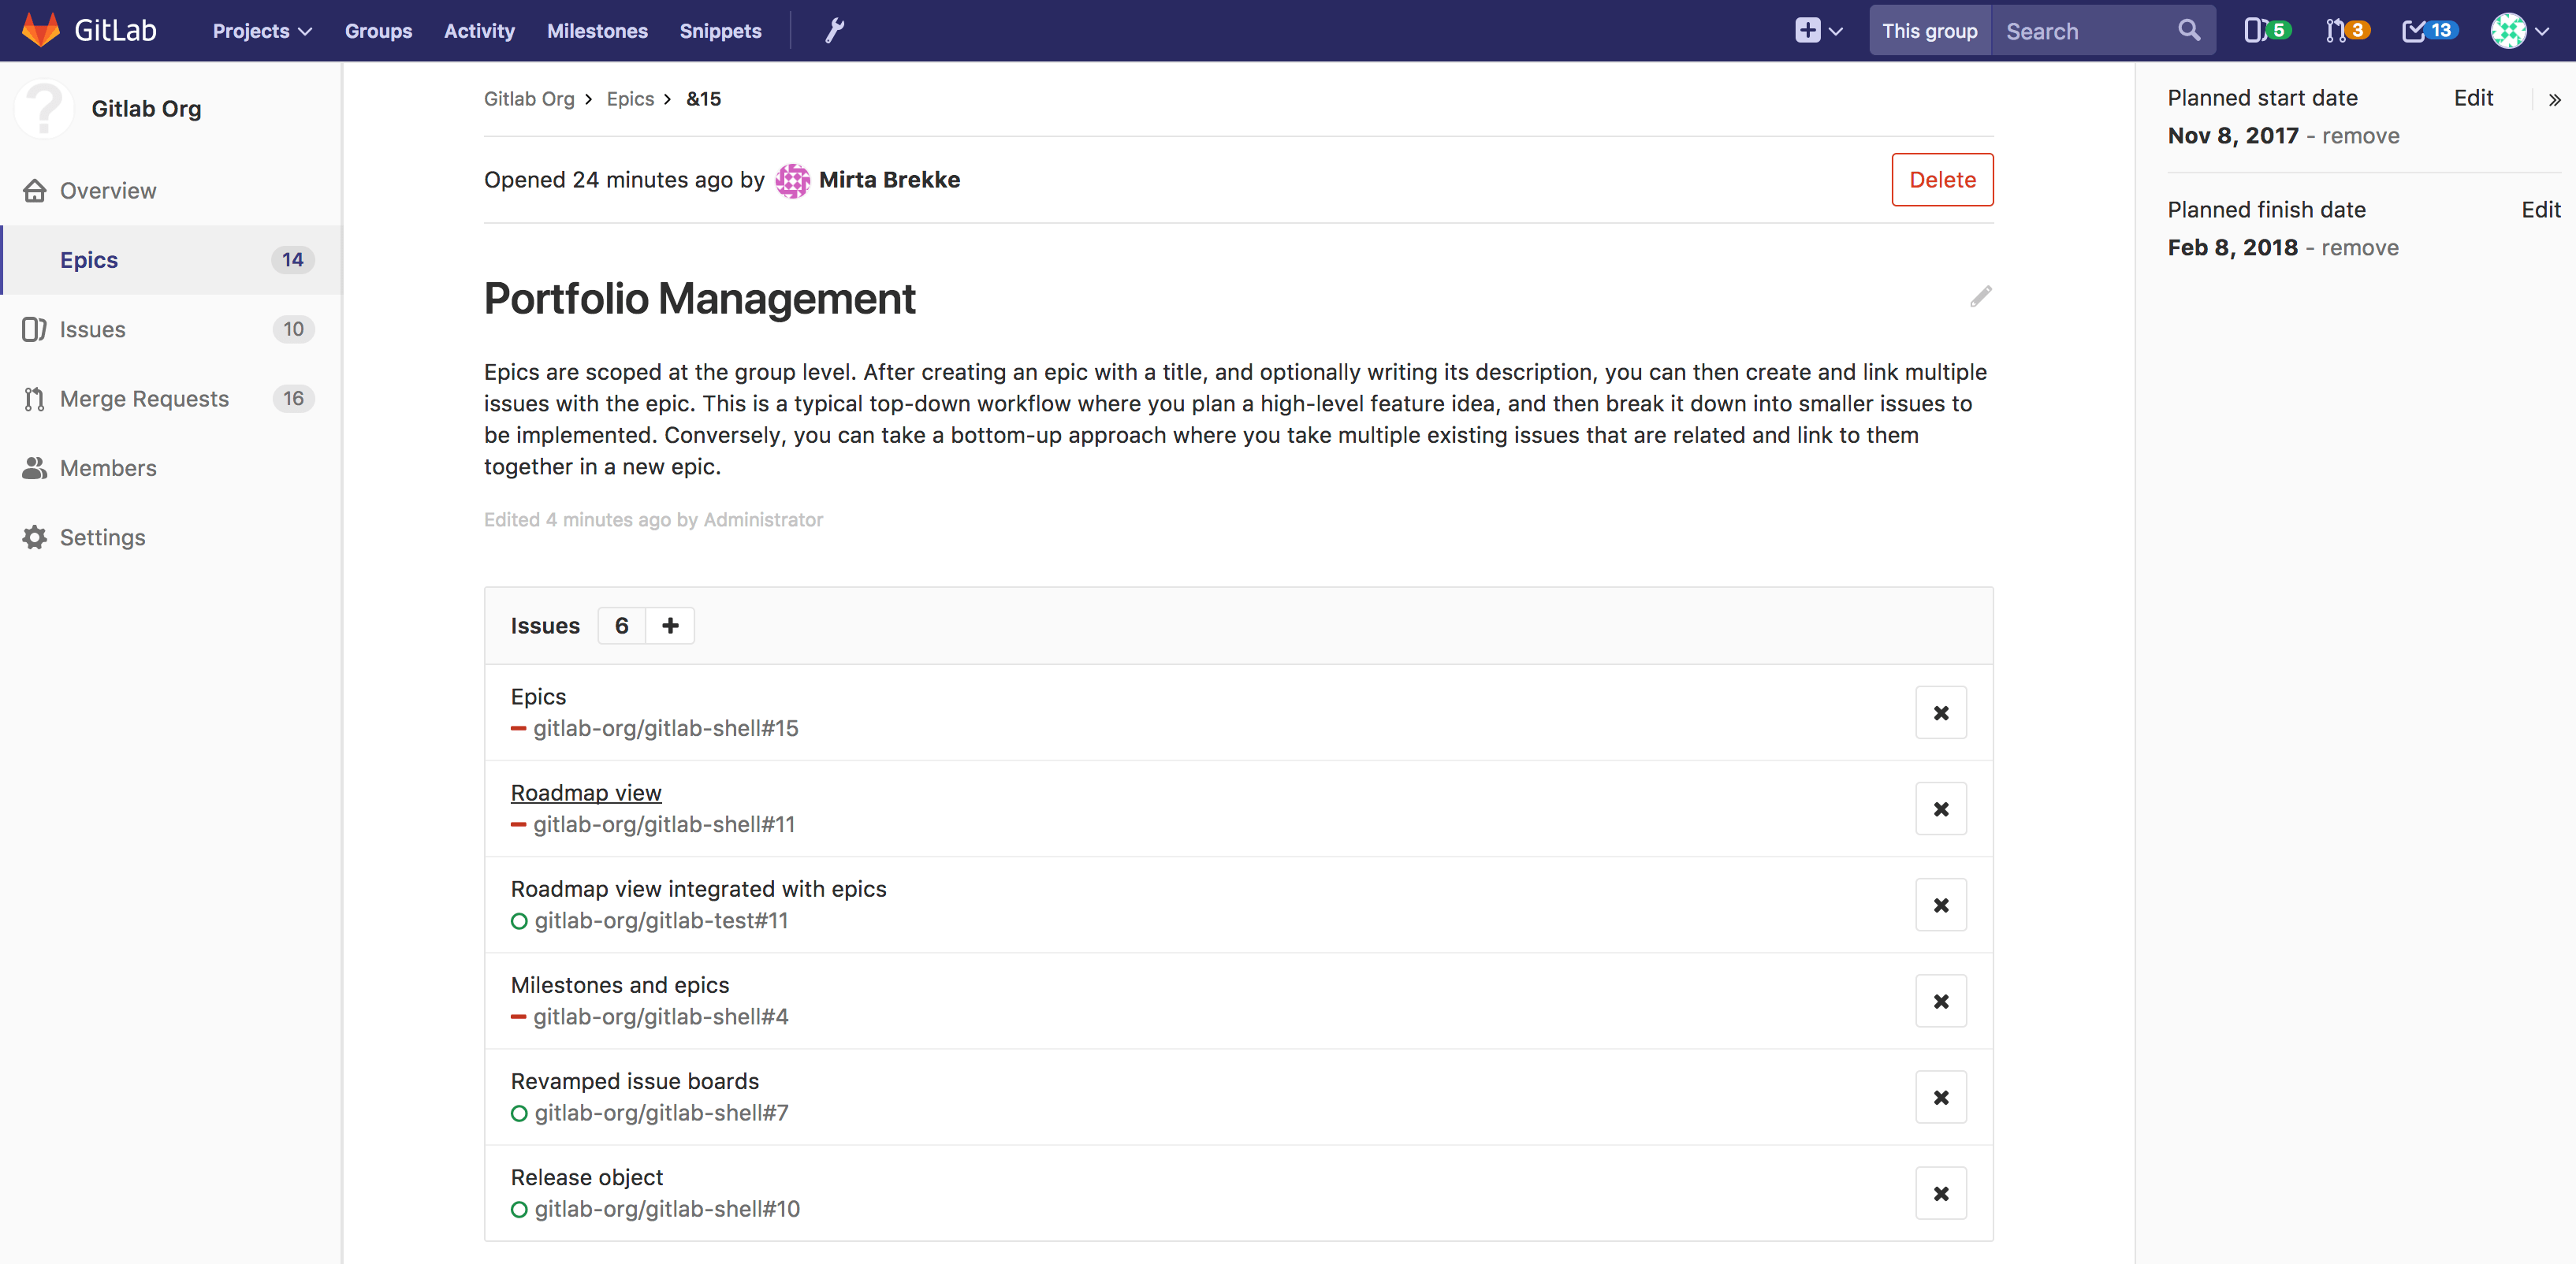 GitLab Projects Groups Activity Milestones Snippets This group Search 5 3 13
Gitlab Org
Overview
Epics 14
Issues 10
Merge Requests 16
Members
Settings
Gitlab Org › Epics › &15
Opened 24 minutes ago by Mirta Brekke Delete
Portfolio Management
Epics are scoped at the group level. After creating an epic with a title, and optionally writing its description, you can then create and link multiple
issues with the epic. This is a typical top-down workflow where you plan a high-level feature idea, and then break it down into smaller issues to
be implemented. Conversely, you can take a bottom-up approach where you take multiple existing issues that are related and link to them
together in a new epic.
Edited 4 minutes ago by Administrator
Issues 6
Epics
gitlab-org/gitlab-shell#15
Roadmap view
gitlab-org/gitlab-shell#11
Roadmap view integrated with epics
gitlab-org/gitlab-test#11
Milestones and epics
gitlab-org/gitlab-shell#4
Revamped issue boards
gitlab-org/gitlab-shell#7
Release object
gitlab-org/gitlab-shell#10
Planned start date Edit »
Nov 8, 2017 - remove
Planned finish date Edit
Feb 8, 2018 - remove